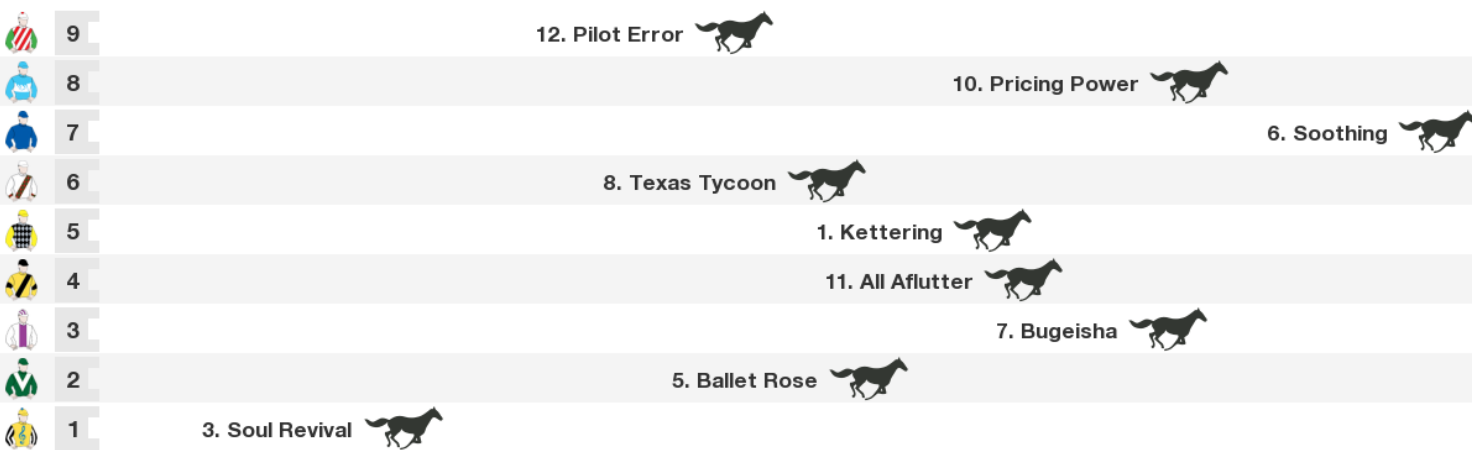 9 12. Pilot Error
8 10. Pricing Power
7 6. Soothing
6 8. Texas Tycoon
5 1. Kettering
4 11. All Aflutter
3 7. Bugeisha
2 5. Ballet Rose
1 3. Soul Revival